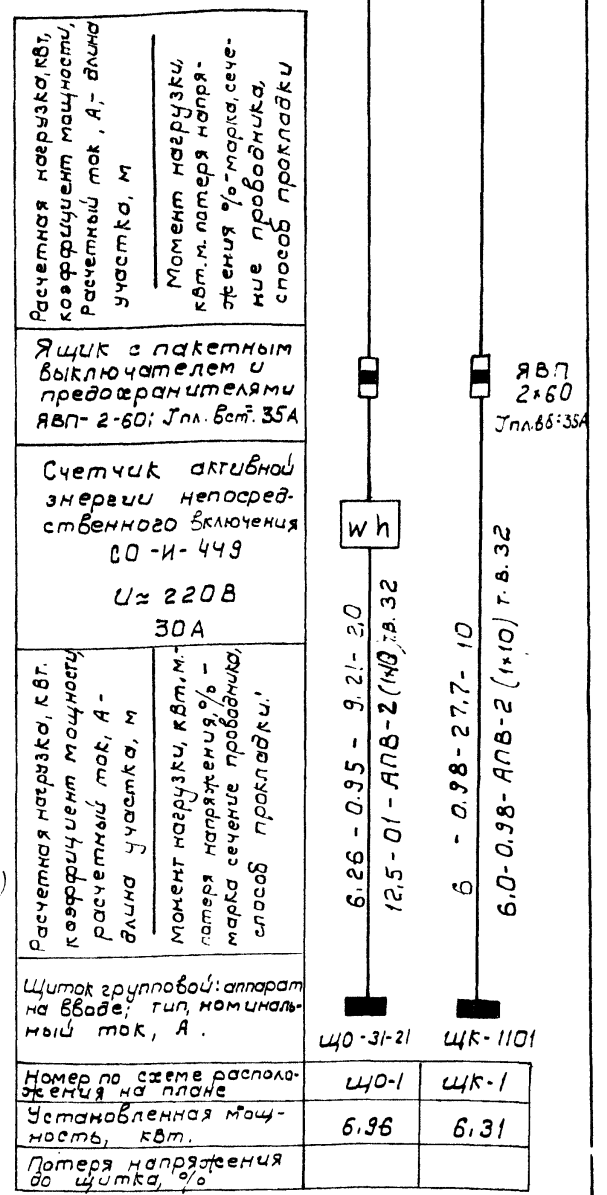 Расчетная нагрузка, кВт,
коэффициент мощности,
Расчетный ток, А,- длина
участка, м
Момент нагрузки,
кВт.м. потеря напря-
жения %-марка, сече-
ние проводника,
способ прокладки
Ящик с пакетным
выключателем и
предохранителями
ЯВП- 2-60; Jпл. вст.= 35А
ЯВП
2×60
Jпл.вб=35А
Счетчик активной
энергии непосред-
ственного включения
СО -И- 449
U≈ 220В
30А
wh
Расчетная нагрузка, кВт.
коэффициент мощности,
расчетный ток, А -
длина участка, м
Момент нагрузки, кВт, м.-
потеря напряжения, % -
марка сечение проводника,
способ прокладки.
6.26 - 0.95 - 9.21- 2,0
12,5 - 01 - АПВ-2 (1×10) т.в. 32
6 - 0.98-27,7- 10
6.0-0,98-АПВ-2 (1×10) т.в. 32
Щиток групповой: аппарат
на вводе; тип, номиналь-
ный ток, А .
ЩО -31-21
ЩК- 1101
Номер по схеме располо-
жения на плане
ЩО-1
ЩК-1
Установленная мощ-
ность, кВт.
6.96
6.31
Потеря напряжения
до щитка, %